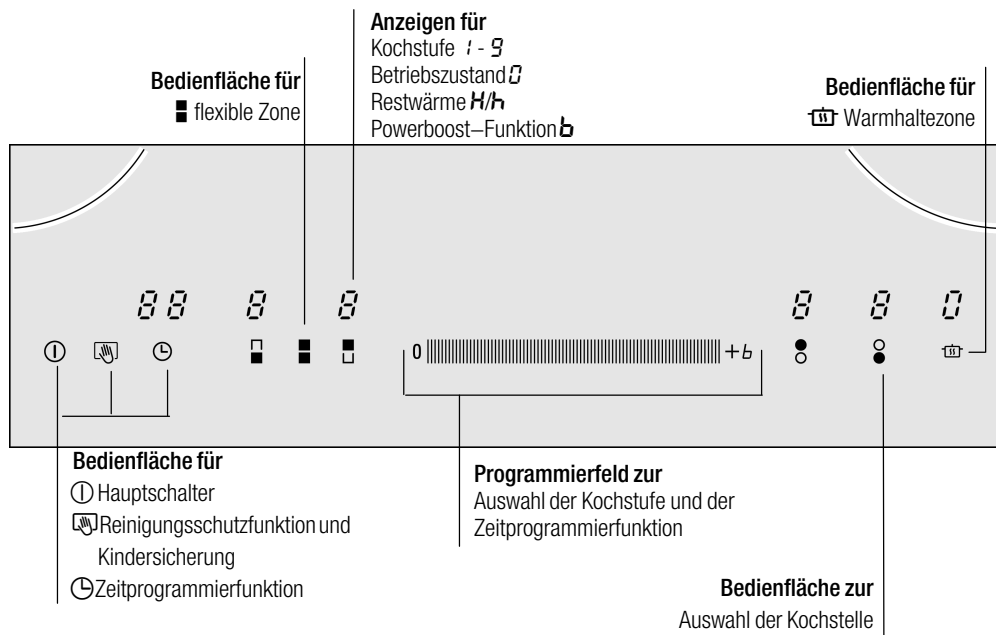 Anzeigen für
Kochstufe 1 - 9
Betriebszustand 0
Restwärme H/h
Powerboost–Funktion b
Bedienfläche für
flexible Zone
Bedienfläche für
Warmhaltezone
8 8 8 8 8 8 0
0 + b
Bedienfläche für
Hauptschalter
Reinigungsschutzfunktion und
Kindersicherung
Zeitprogrammierfunktion
Programmierfeld zur
Auswahl der Kochstufe und der
Zeitprogrammierfunktion
Bedienfläche zur
Auswahl der Kochstelle